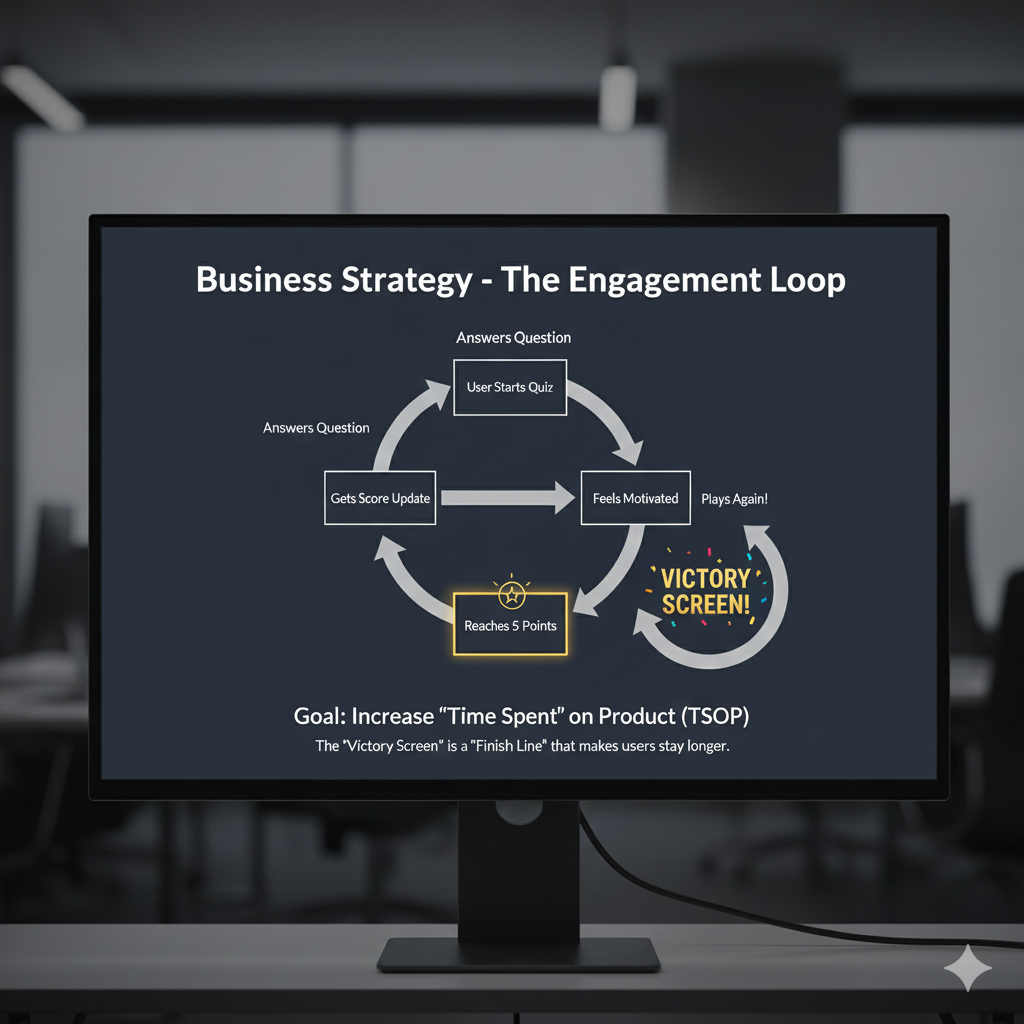 Business Strategy - The Engagement Loop
Answers Question
User Starts Quiz
Answers Question
Gets Score Update
Feels Motivated
Plays Again!
VICTORY
SCREEN!
Reaches 5 Points
Goal: Increase “Time Spent” on Product (TSOP)
The "Victory Screen" is a "Finish Line" that makes users stay longer.